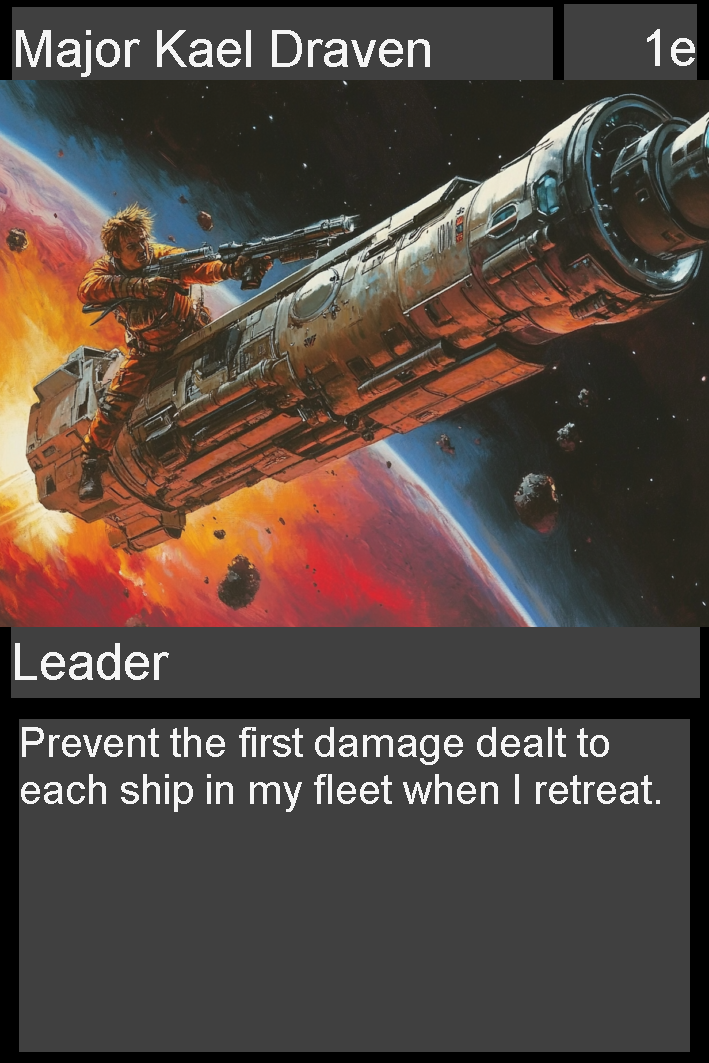 Major Kael Draven
1e
Leader
Prevent the first damage dealt to
each ship in my fleet when I retreat.